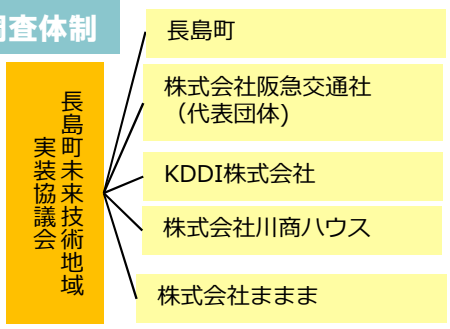 調査体制
長島町未来技術地域
実装協議会
長島町
株式会社阪急交通社
（代表団体)
KDDI株式会社
株式会社川商ハウス
株式会社ままま